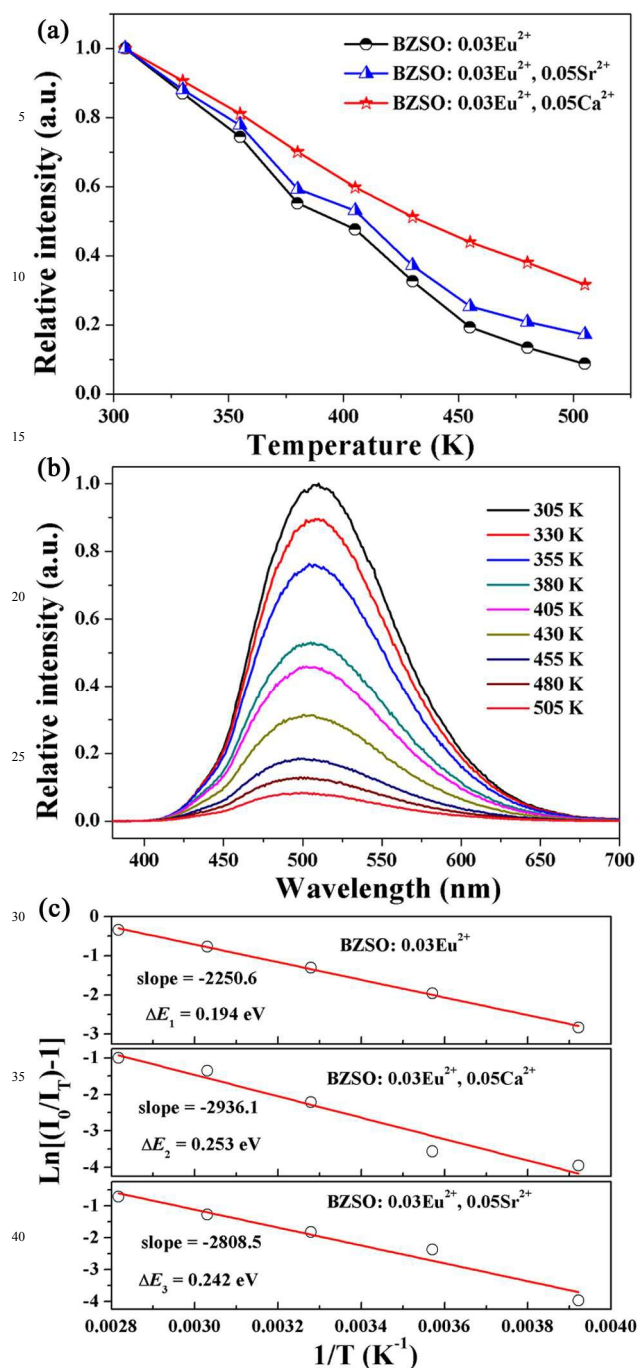 (a)
BZSO: 0.03Eu²⁺
BZSO: 0.03Eu²⁺, 0.05Sr²⁺
BZSO: 0.03Eu²⁺, 0.05Ca²⁺
Relative intensity (a.u.)
1.0
0.8
0.6
0.4
0.2
0.0
300 350 400 450 500
Temperature (K)
5
10
15
(b)
305 K
330 K
355 K
380 K
405 K
430 K
455 K
480 K
505 K
Relative intensity (a.u.)
1.0
0.8
0.6
0.4
0.2
0.0
400 450 500 550 600 650 700
Wavelength (nm)
20
25
30
(c)
0
-1
-2
-3
BZSO: 0.03Eu²⁺
slope = -2250.6
ΔE₁ = 0.194 eV
-1
-2
-3
-4
BZSO: 0.03Eu²⁺, 0.05Ca²⁺
slope = -2936.1
ΔE₂ = 0.253 eV
35
Ln[(I₀/I_T)-1]
-1
-2
-3
-4
BZSO: 0.03Eu²⁺, 0.05Sr²⁺
slope = -2808.5
ΔE₃ = 0.242 eV
40
0.0028 0.0030 0.0032 0.0034 0.0036 0.0038 0.0040
1/T (K⁻¹)